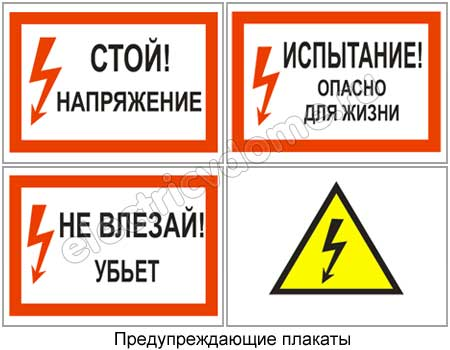 СТОЙ!
НАПРЯЖЕНИЕ
ИСПЫТАНИЕ!
ОПАСНО
ДЛЯ ЖИЗНИ
НЕ ВЛЕЗАЙ!
УБЬЕТ
electricvdome.ru
Предупреждающие плакаты